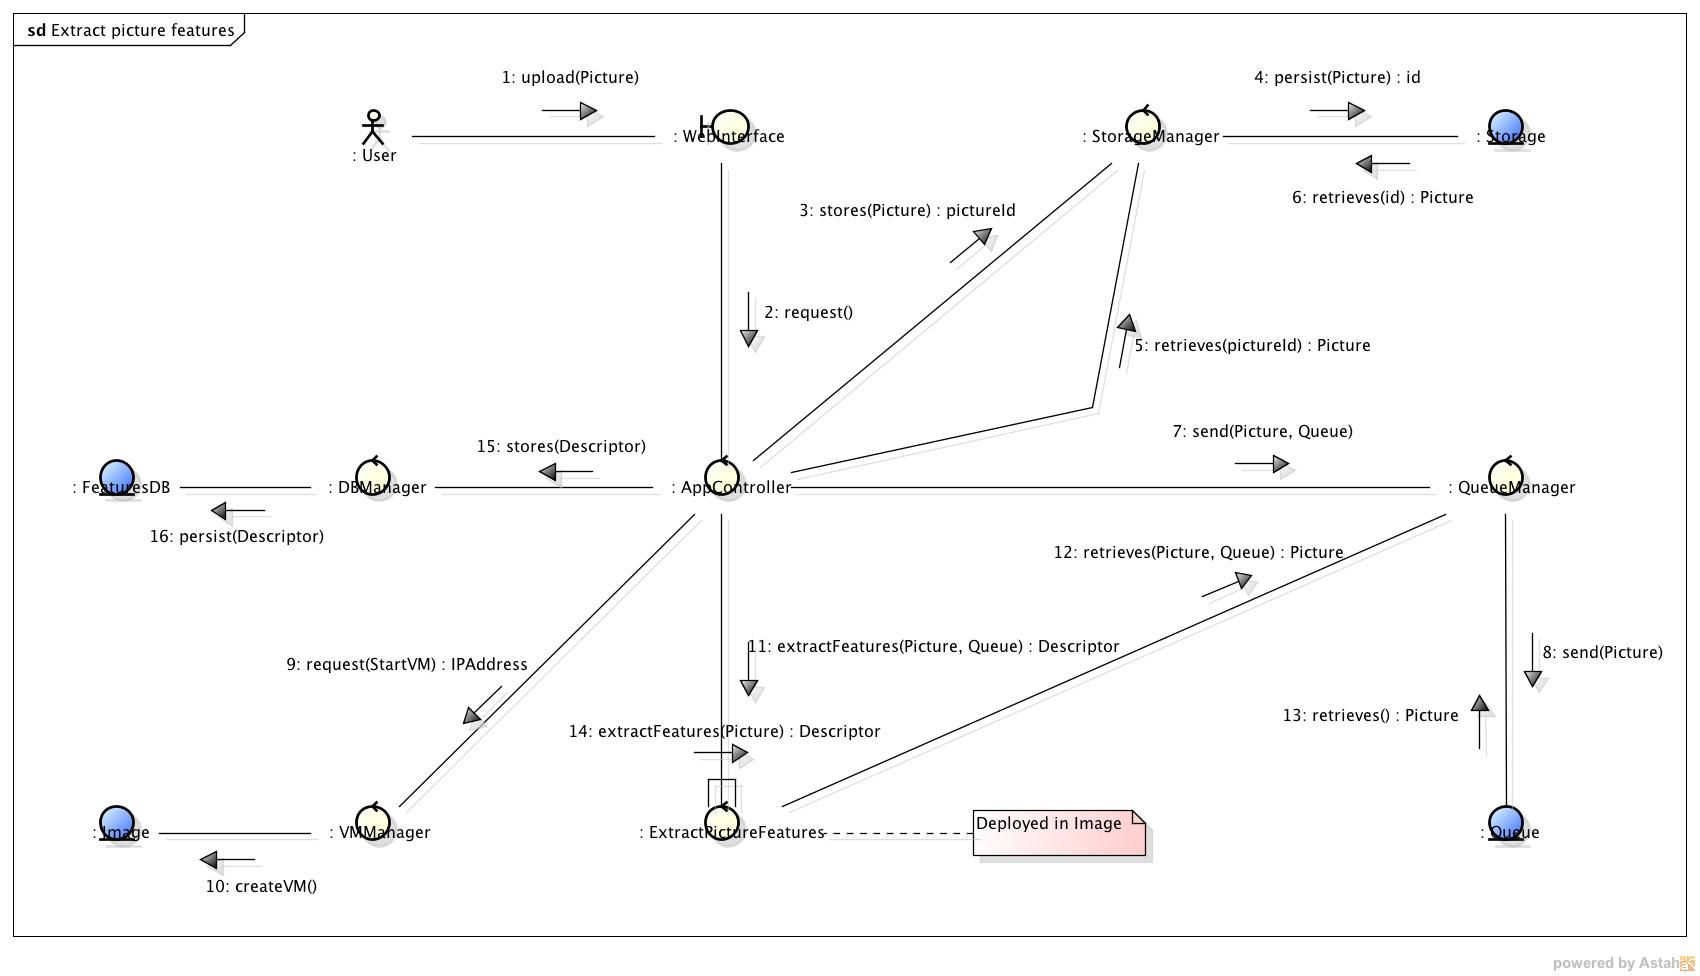 sd Extract picture features
1: upload(Picture)
4: persist(Picture) : id
: User
: WebInterface
: StorageManager
: Storage
6: retrieves(id) : Picture
3: stores(Picture) : pictureId
2: request()
5: retrieves(pictureId) : Picture
7: send(Picture, Queue)
15: stores(Descriptor)
: FeaturesDB
: DBManager
: AppController
: QueueManager
16: persist(Descriptor)
12: retrieves(Picture, Queue) : Picture
11: extractFeatures(Picture, Queue) : Descriptor
8: send(Picture)
9: request(StartVM) : IPAddress
13: retrieves() : Picture
14: extractFeatures(Picture) : Descriptor
: Image
: VMManager
: ExtractPictureFeatures
Deployed in Image
: Queue
10: createVM()
powered by Astah